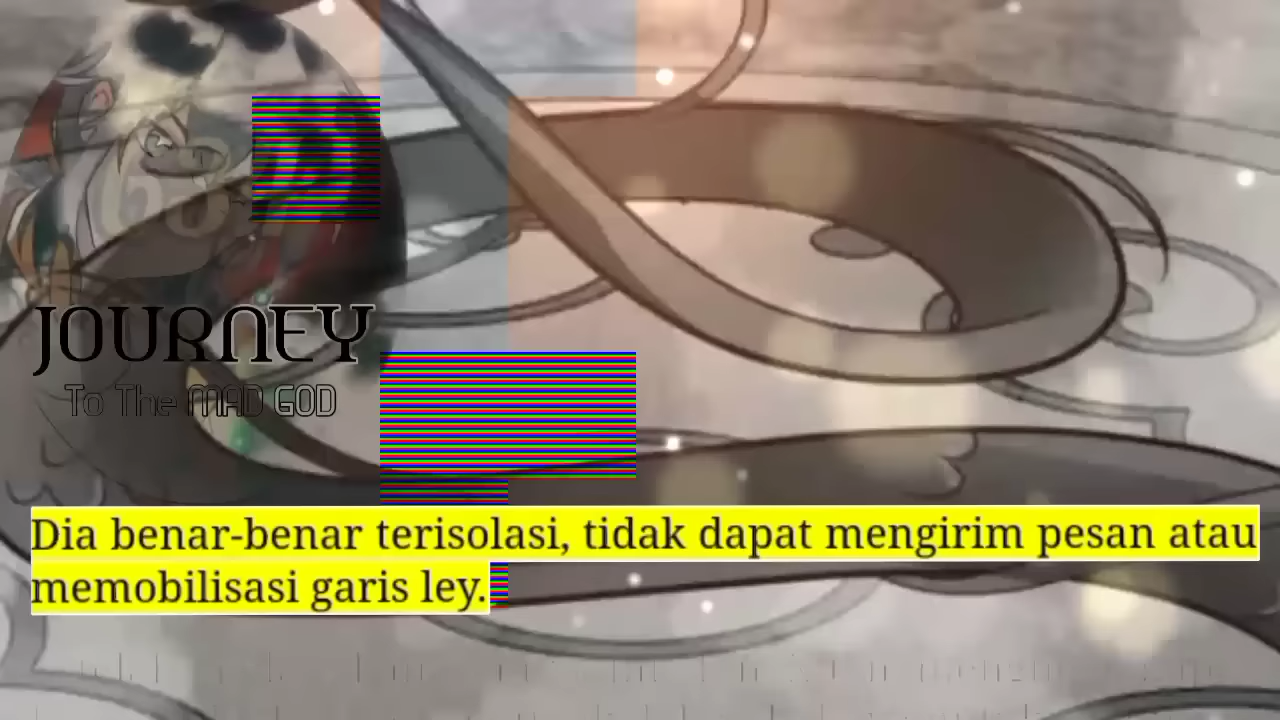 JOURNEY
To The MAD GOD
Dia benar-benar terisolasi, tidak dapat mengirim pesan atau
memobilisasi garis ley.